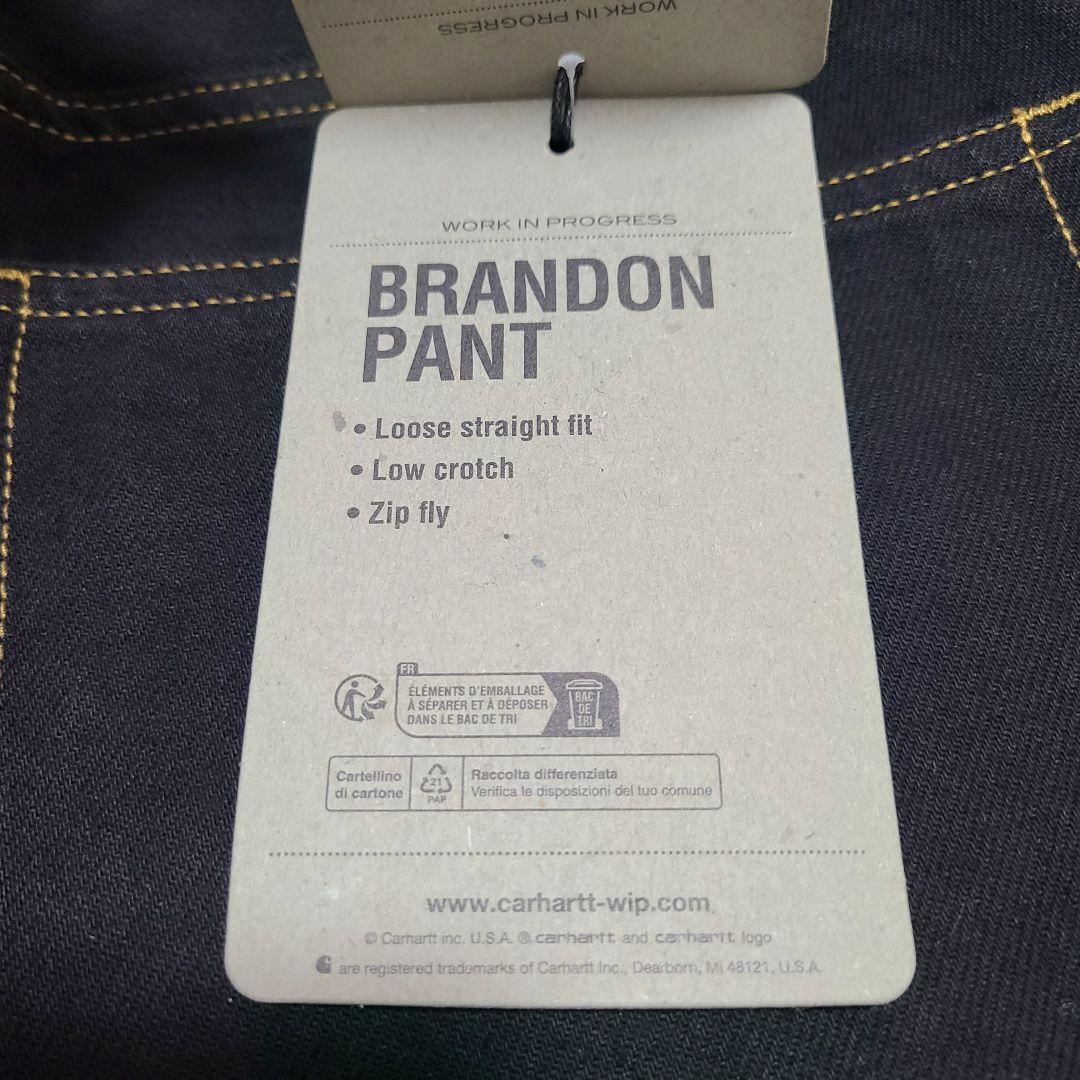 WORK IN PROGRESS
WORK IN PROGRESS
BRANDON
PANT
• Loose straight fit
• Low crotch
• Zip fly
FR
ÉLÉMENTS D'EMBALLAGE
À SÉPARER ET À DÉPOSER
DANS LE BAC DE TRI
BAC
DE
TRI
Cartellino
di cartone
21
PAP
Raccolta differenziata
Verifica le disposizioni del tuo comune
www.carhartt-wip.com
© Carhartt inc. U.S.A. ® carhartt and carhartt logo
are registered trademarks of Carhartt Inc., Dearborn, MI 48121, U.S.A.